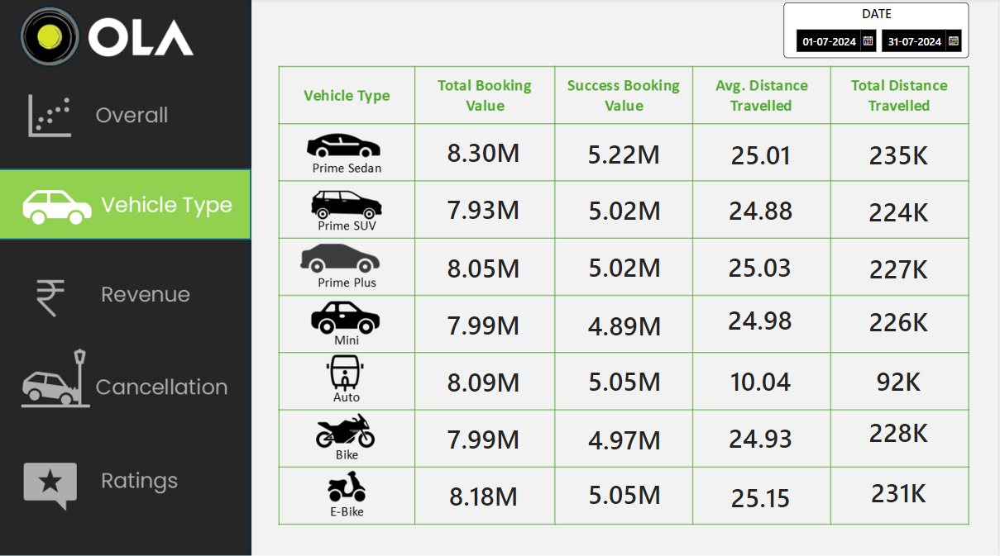 OLA
Overall
Vehicle Type
Revenue
Cancellation
Ratings
DATE
01-07-2024 31-07-2024
Vehicle Type Total Booking Value Success Booking Value Avg. Distance Travelled Total Distance Travelled
Prime Sedan 8.30M 5.22M 25.01 235K
Prime SUV 7.93M 5.02M 24.88 224K
Prime Plus 8.05M 5.02M 25.03 227K
Mini 7.99M 4.89M 24.98 226K
Auto 8.09M 5.05M 10.04 92K
Bike 7.99M 4.97M 24.93 228K
E-Bike 8.18M 5.05M 25.15 231K